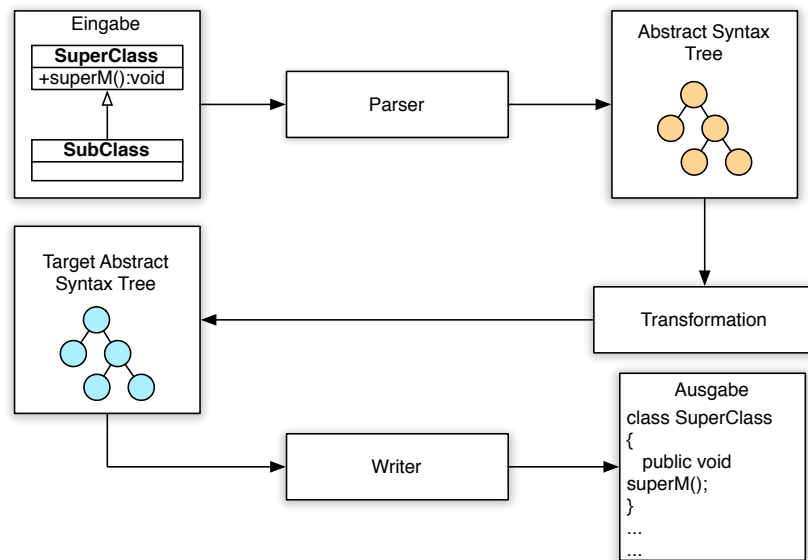 Eingabe
SuperClass
+superM():void
SubClass
Parser
Abstract Syntax
Tree
Target Abstract
Syntax Tree
Transformation
Writer
Ausgabe
class SuperClass
{
public void
superM();
}
...
...